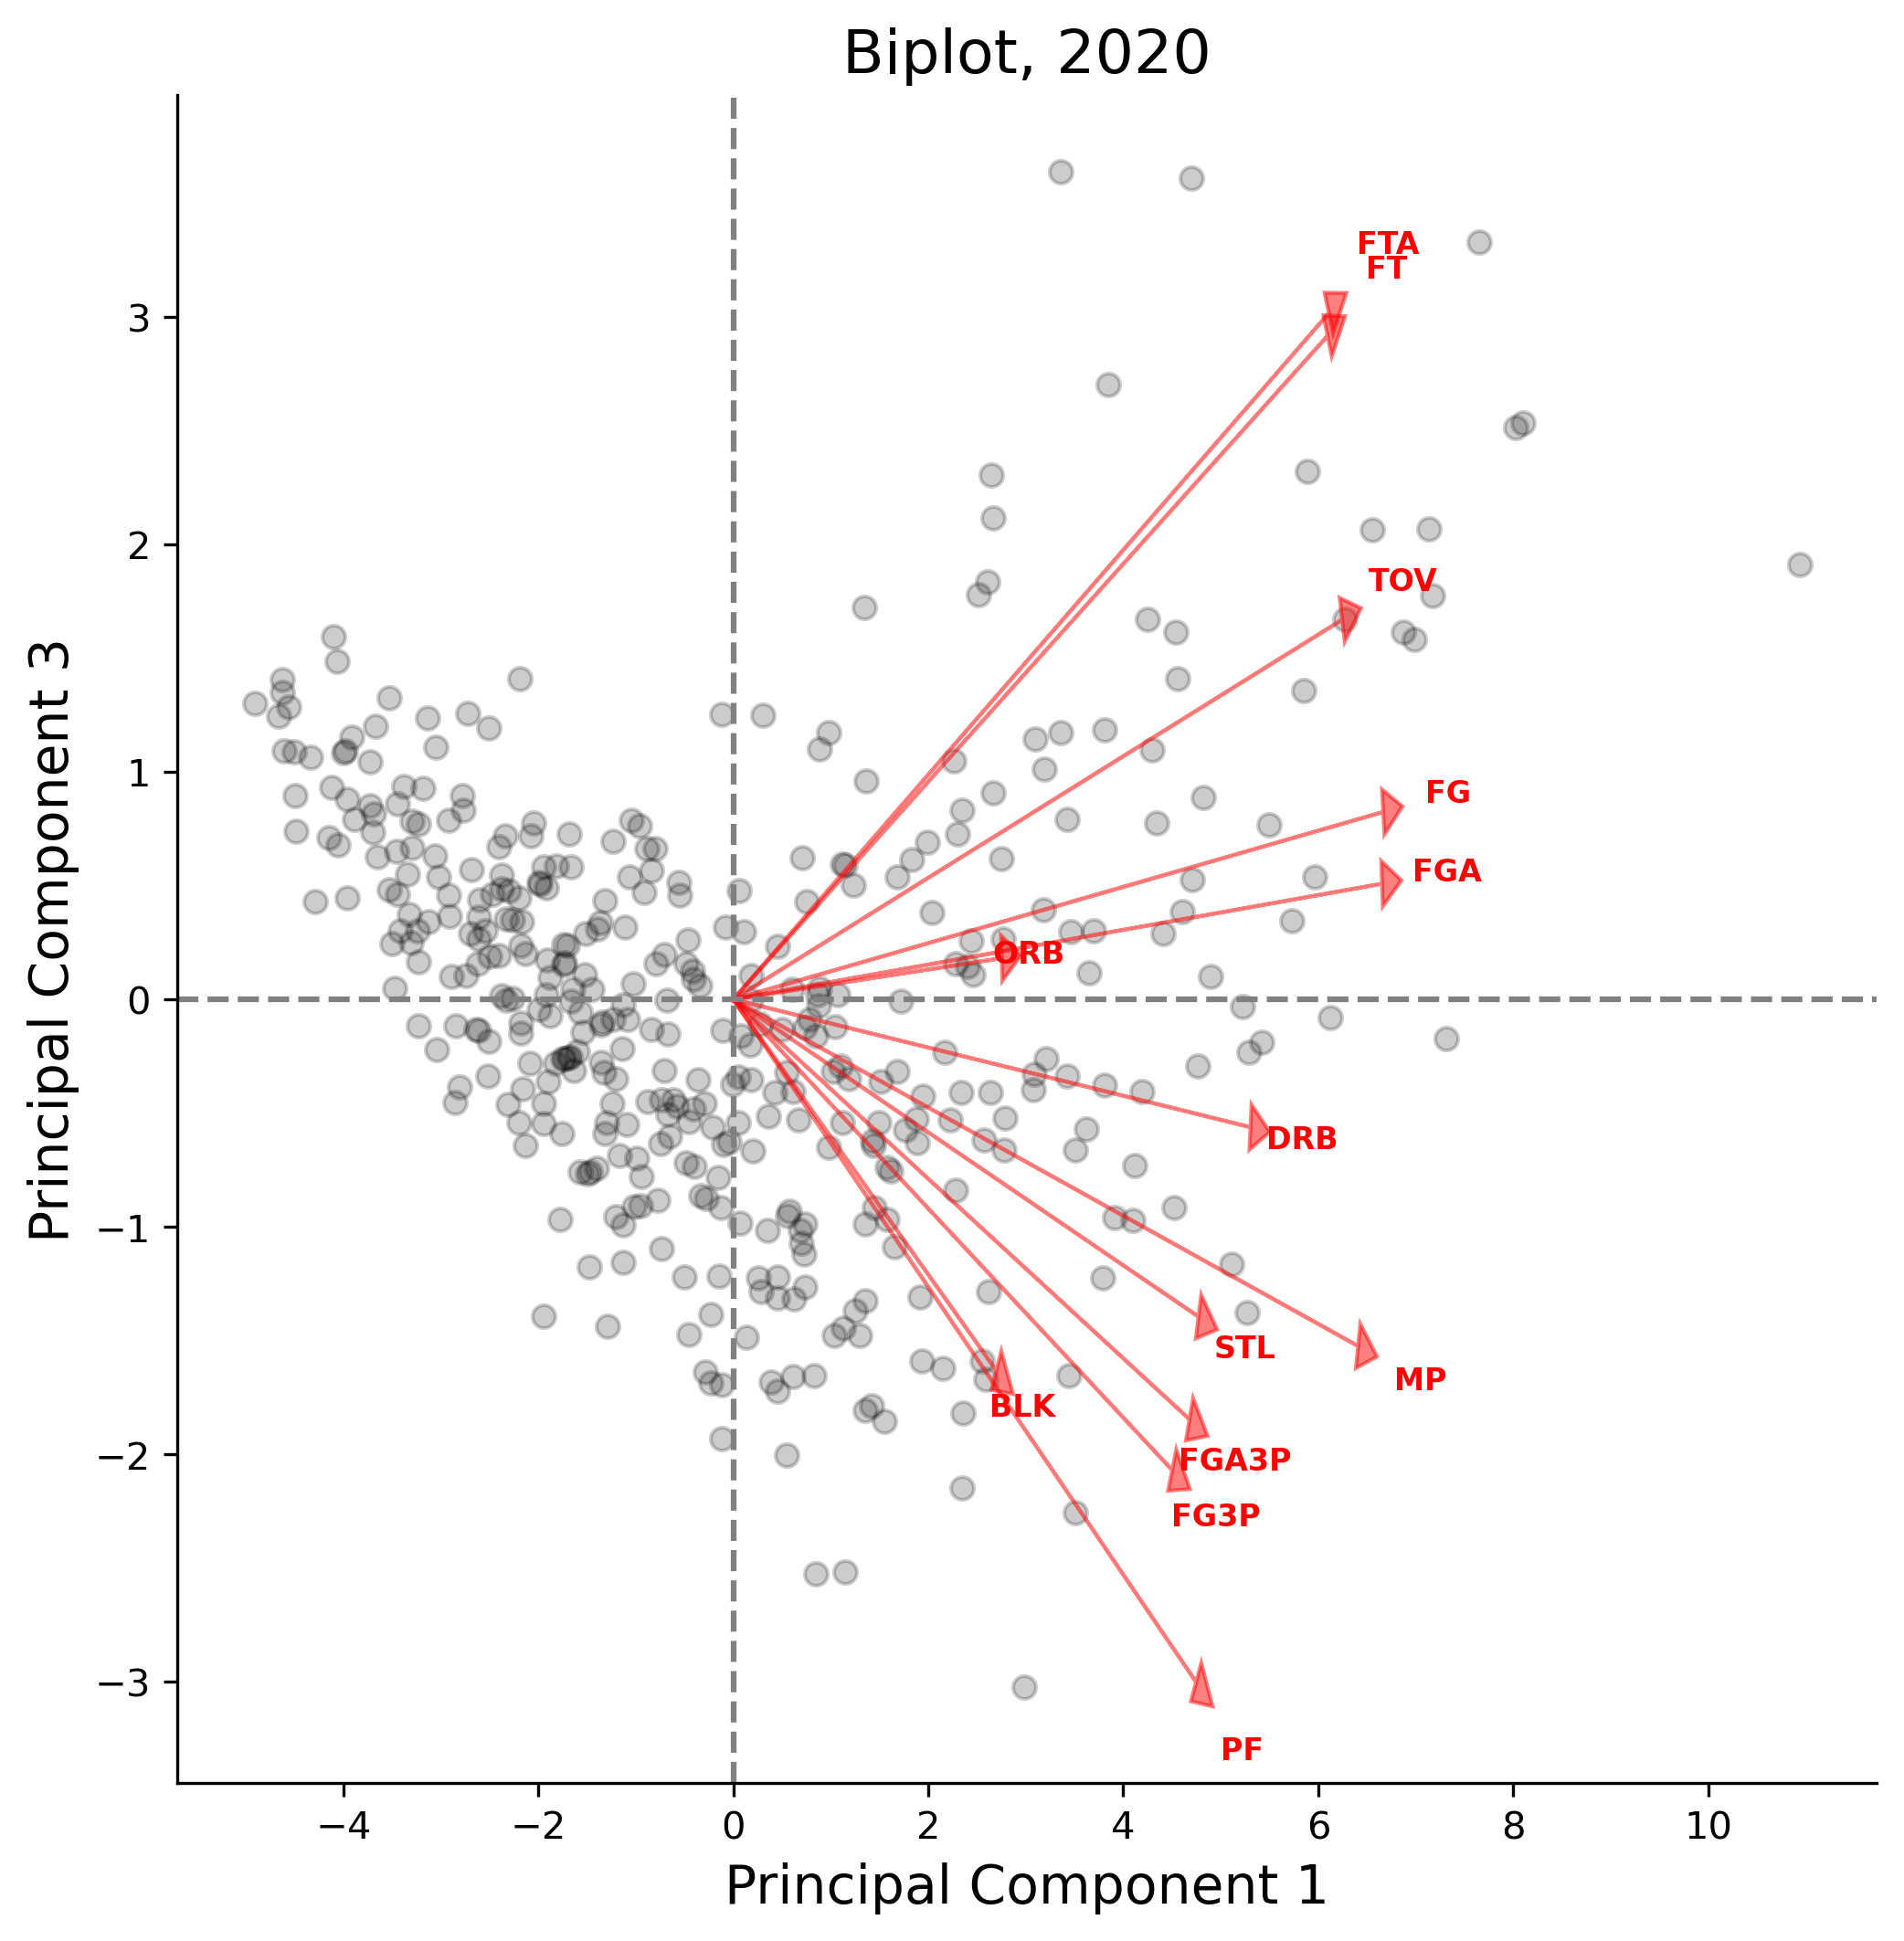 Biplot, 2020
Principal Component 3
3
2
1
0
−1
−2
−3
FTA
FT
TOV
FG
FGA
ORB
DRB
STL
MP
BLK
FGA3P
FG3P
PF
−4
−2
0
2
4
6
8
10
Principal Component 1